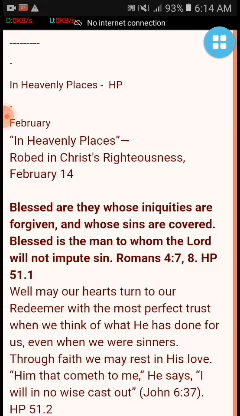 0:0KB/s U:0KB/s No internet connection 93% 6:14 AM
---------
-
In Heavenly Places - HP
-
February
“In Heavenly Places”—
Robed in Christ's Righteousness,
February 14
Blessed are they whose iniquities are
forgiven, and whose sins are covered.
Blessed is the man to whom the Lord
will not impute sin. Romans 4:7, 8. HP
51.1
Well may our hearts turn to our
Redeemer with the most perfect trust
when we think of what He has done for
us, even when we were sinners.
Through faith we may rest in His love.
“Him that cometh to me,” He says, “I
will in no wise cast out” (John 6:37).
HP 51.2